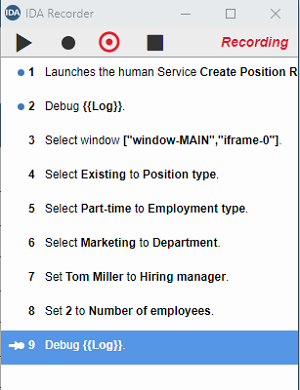 IDA IDA Recorder
Recording
1 Launches the human Service Create Position R
2 Debug {{Log}}.
3 Select window ["window-MAIN","iframe-0"].
4 Select Existing to Position type.
5 Select Part-time to Employment type.
6 Select Marketing to Department.
7 Set Tom Miller to Hiring manager.
8 Set 2 to Number of employees.
9 Debug {{Log}}.